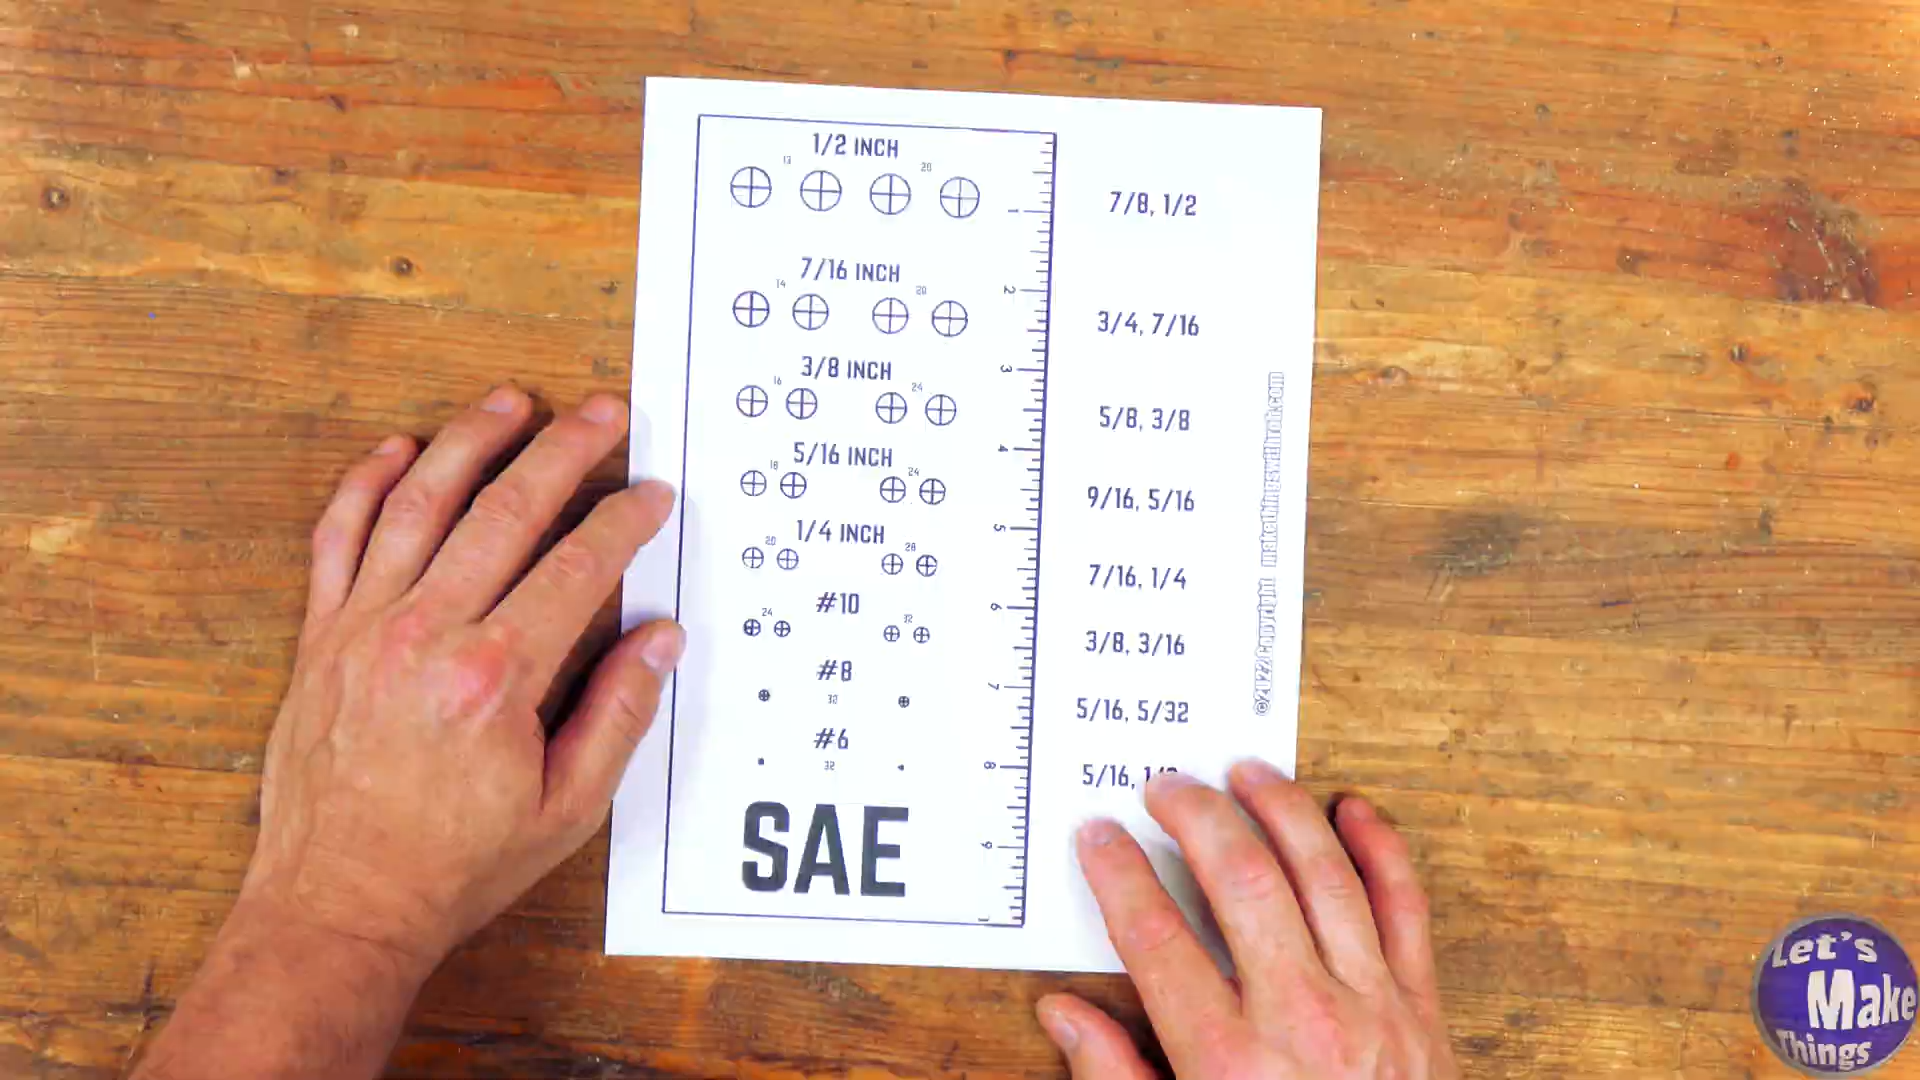 1/2 INCH
13 20
7/8, 1/2
7/16 INCH
14 20
3/4, 7/16
3/8 INCH
16 24
5/8, 3/8
5/16 INCH
18 24
9/16, 5/16
1/4 INCH
20 28
7/16, 1/4
#10
24 32
3/8, 3/16
#8
32
5/16, 5/32
#6
32
5/16,
SAE
1
2
3
4
5
6
7
8
9
©2022 Copyright makethingswithrob.com
Let's
Make
Things